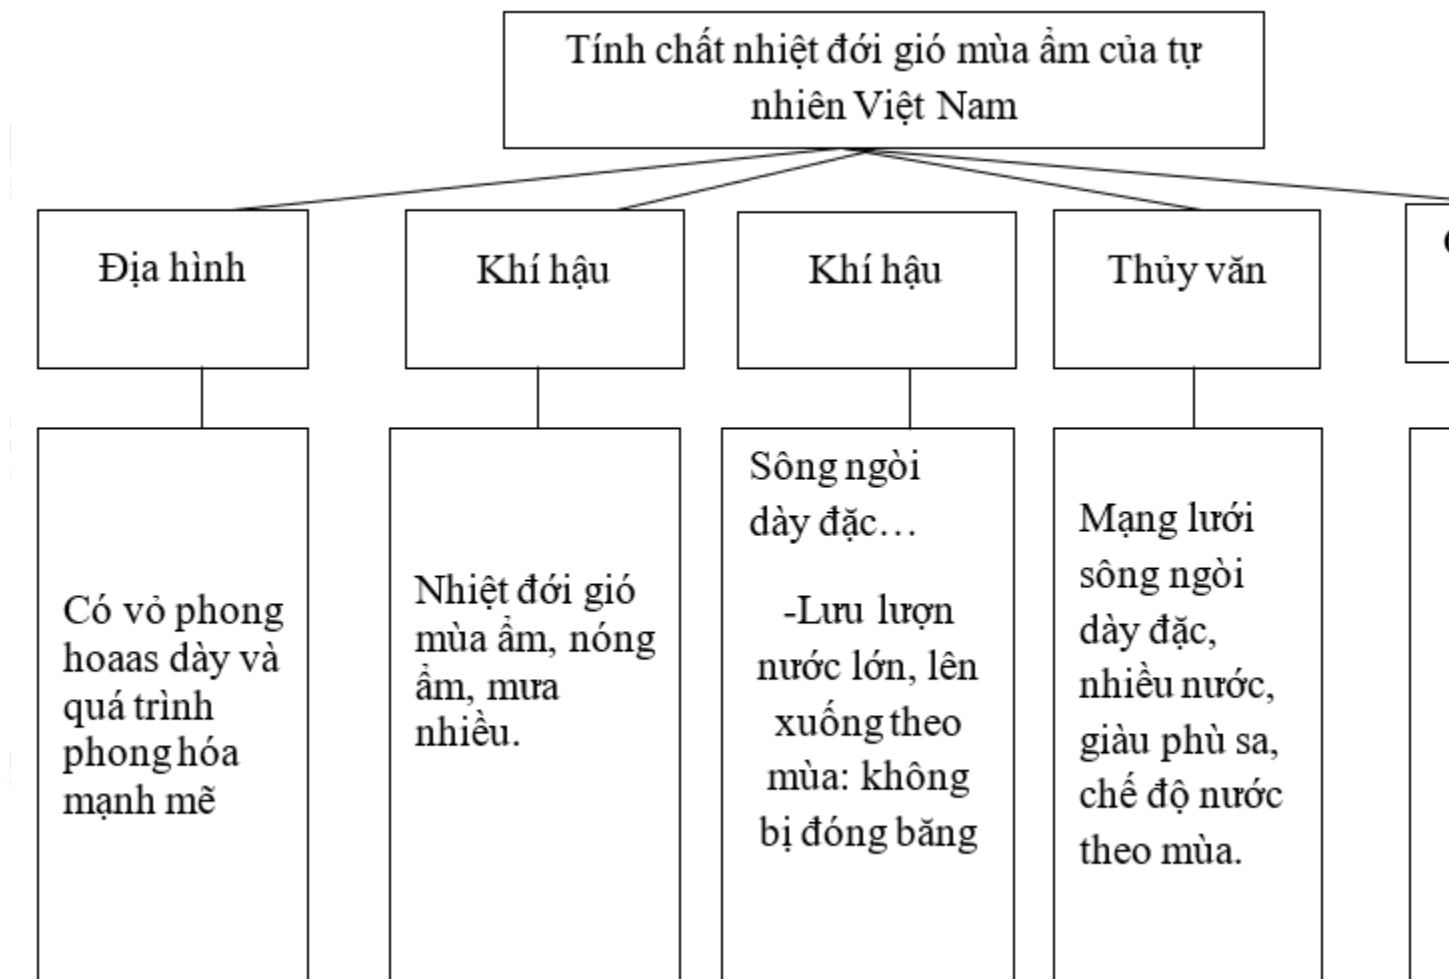 Tính chất nhiệt đới gió mùa ẩm của tự
nhiên Việt Nam
Địa hình
Khí hậu
Khí hậu
Thủy văn
Có vỏ phong
hoaas dày và
quá trình
phong hóa
mạnh mẽ
Nhiệt đới gió
mùa ẩm, nóng
ẩm, mưa
nhiều.
Sông ngòi
dày đặc…
-Lưu lượn
nước lớn, lên
xuống theo
mùa: không
bị đóng băng
Mạng lưới
sông ngòi
dày đặc,
nhiều nước,
giàu phù sa,
chế độ nước
theo mùa.